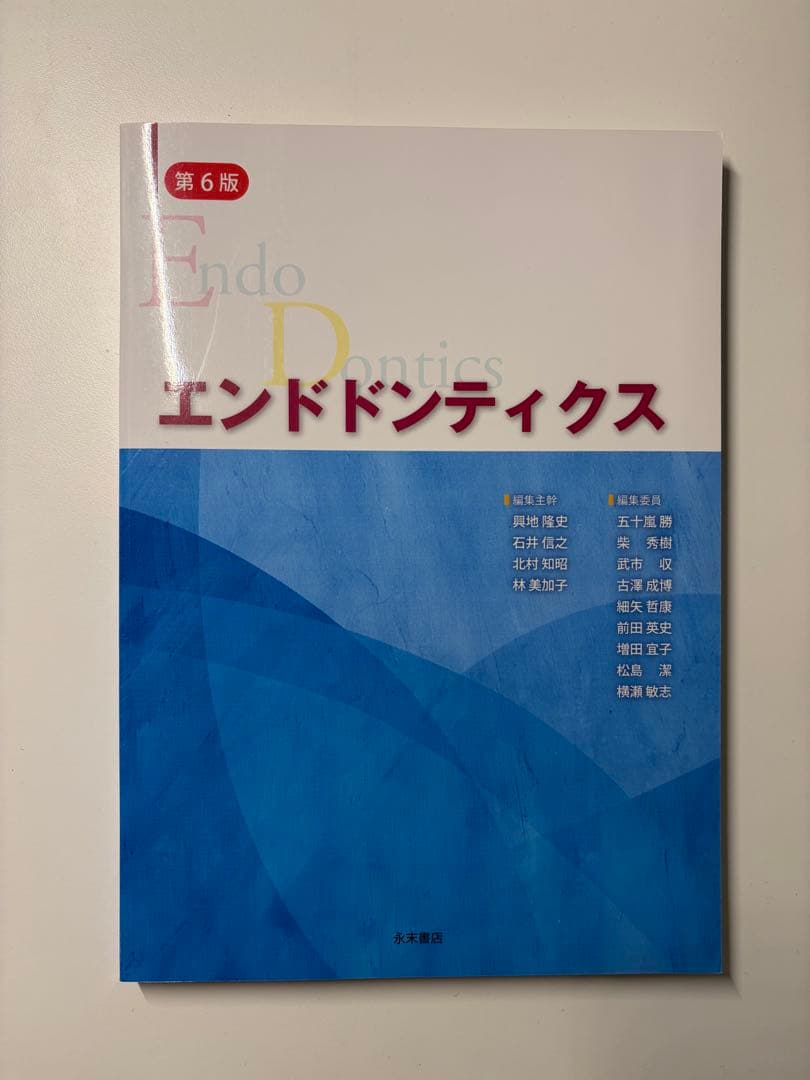 第6版
Endo
Dontics
エンドドンティクス
編集主幹
興地 隆史
石井 信之
北村 知昭
林 美加子
編集委員
五十嵐 勝
柴 秀樹
武市 収
古澤 成博
細矢 哲康
前田 英史
増田 宜子
松島 潔
横瀬 敏志
永末書店